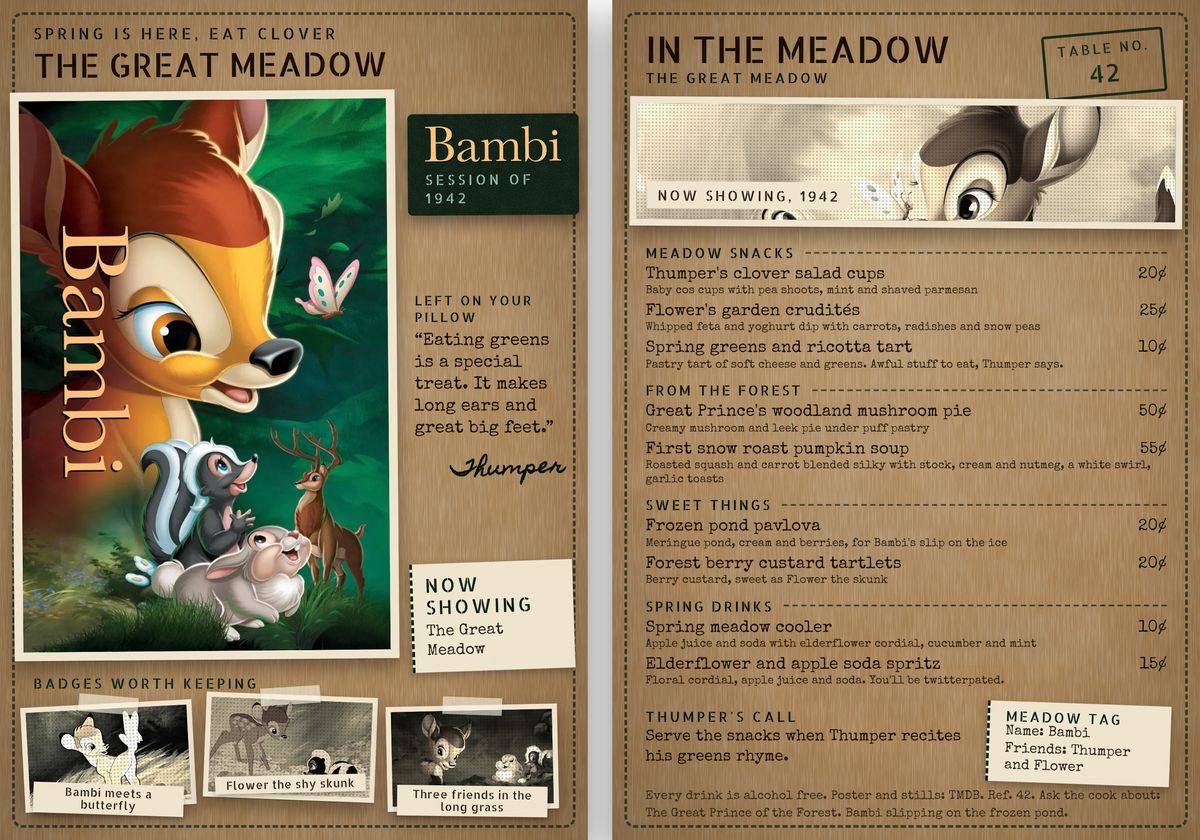 SPRING IS HERE, EAT CLOVER
THE GREAT MEADOW
Bambi
Bambi
SESSION OF
1942
LEFT ON YOUR
PILLOW
“Eating greens
is a special
treat. It makes
long ears and
great big feet.”
Thumper
NOW
SHOWING
The Great
Meadow
BADGES WORTH KEEPING
Bambi meets a
butterfly
Flower the shy skunk
Three friends in the
long grass
IN THE MEADOW
THE GREAT MEADOW
TABLE NO.
42
NOW SHOWING, 1942
MEADOW SNACKS
Thumper's clover salad cups 20¢
Baby cos cups with pea shoots, mint and shaved parmesan
Flower's garden crudités 25¢
Whipped feta and yoghurt dip with carrots, radishes and snow peas
Spring greens and ricotta tart 10¢
Pastry tart of soft cheese and greens. Awful stuff to eat, Thumper says.
FROM THE FOREST
Great Prince's woodland mushroom pie 50¢
Creamy mushroom and leek pie under puff pastry
First snow roast pumpkin soup 55¢
Roasted squash and carrot blended silky with stock, cream and nutmeg, a white swirl,
garlic toasts
SWEET THINGS
Frozen pond pavlova 20¢
Meringue pond, cream and berries, for Bambi's slip on the ice
Forest berry custard tartlets 20¢
Berry custard, sweet as Flower the skunk
SPRING DRINKS
Spring meadow cooler 10¢
Apple juice and soda with elderflower cordial, cucumber and mint
Elderflower and apple soda spritz 15¢
Floral cordial, apple juice and soda. You'll be twitterpated.
THUMPER'S CALL
Serve the snacks when Thumper recites
his greens rhyme.
MEADOW TAG
Name: Bambi
Friends: Thumper
and Flower
Every drink is alcohol free. Poster and stills: TMDB. Ref. 42. Ask the cook about:
The Great Prince of the Forest. Bambi slipping on the frozen pond.